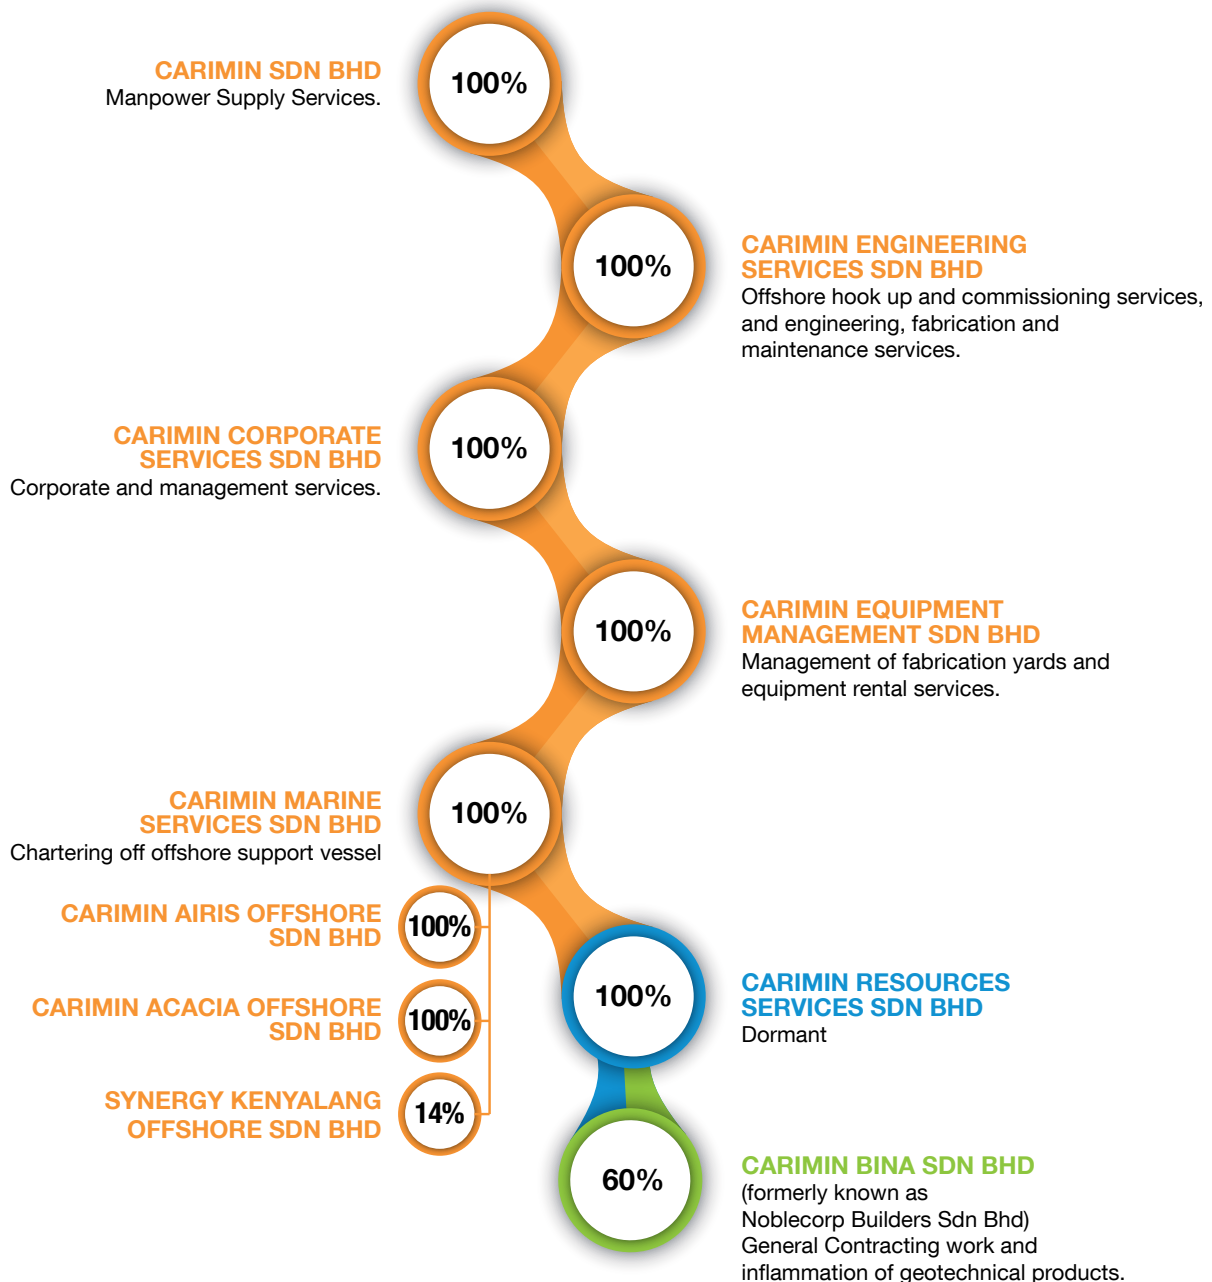 CARIMIN SDN BHD
Manpower Supply Services.
100%
100%
CARIMIN ENGINEERING
SERVICES SDN BHD
Offshore hook up and commissioning services,
and engineering, fabrication and
maintenance services.
CARIMIN CORPORATE
SERVICES SDN BHD
Corporate and management services.
100%
100%
CARIMIN EQUIPMENT
MANAGEMENT SDN BHD
Management of fabrication yards and
equipment rental services.
CARIMIN MARINE
SERVICES SDN BHD
Chartering off offshore support vessel
100%
CARIMIN AIRIS OFFSHORE
SDN BHD
100%
CARIMIN ACACIA OFFSHORE
SDN BHD
100%
SYNERGY KENYALANG
OFFSHORE SDN BHD
14%
100%
CARIMIN RESOURCES
SERVICES SDN BHD
Dormant
60%
CARIMIN BINA SDN BHD
(formerly known as
Noblecorp Builders Sdn Bhd)
General Contracting work and
inflammation of geotechnical products.